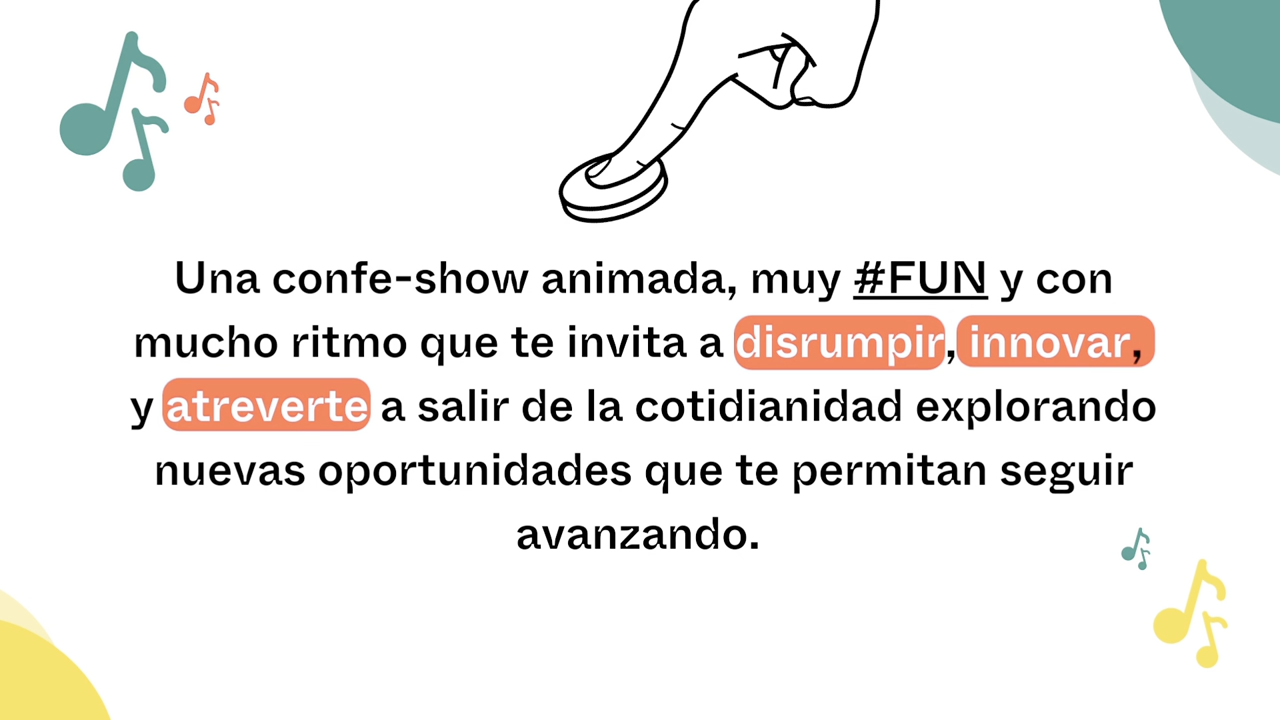 Una confe-show animada, muy #FUN y con
mucho ritmo que te invita a disrumpir, innovar,
y atreverte a salir de la cotidianidad explorando
nuevas oportunidades que te permitan seguir
avanzando.